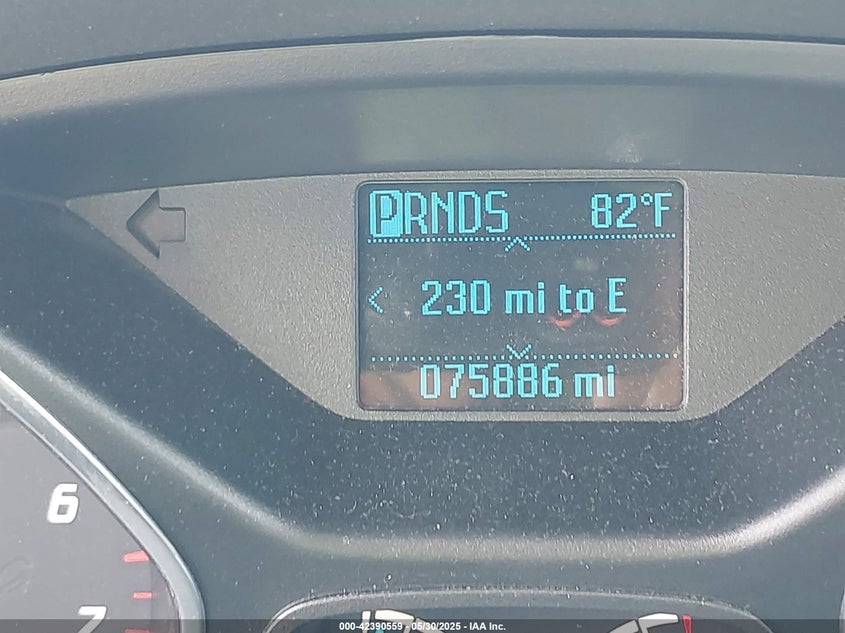 PRNDS 82°F
230 mi to E
075886 mi
6
7
000-42390559 - 05/30/2025 - IAA Inc.